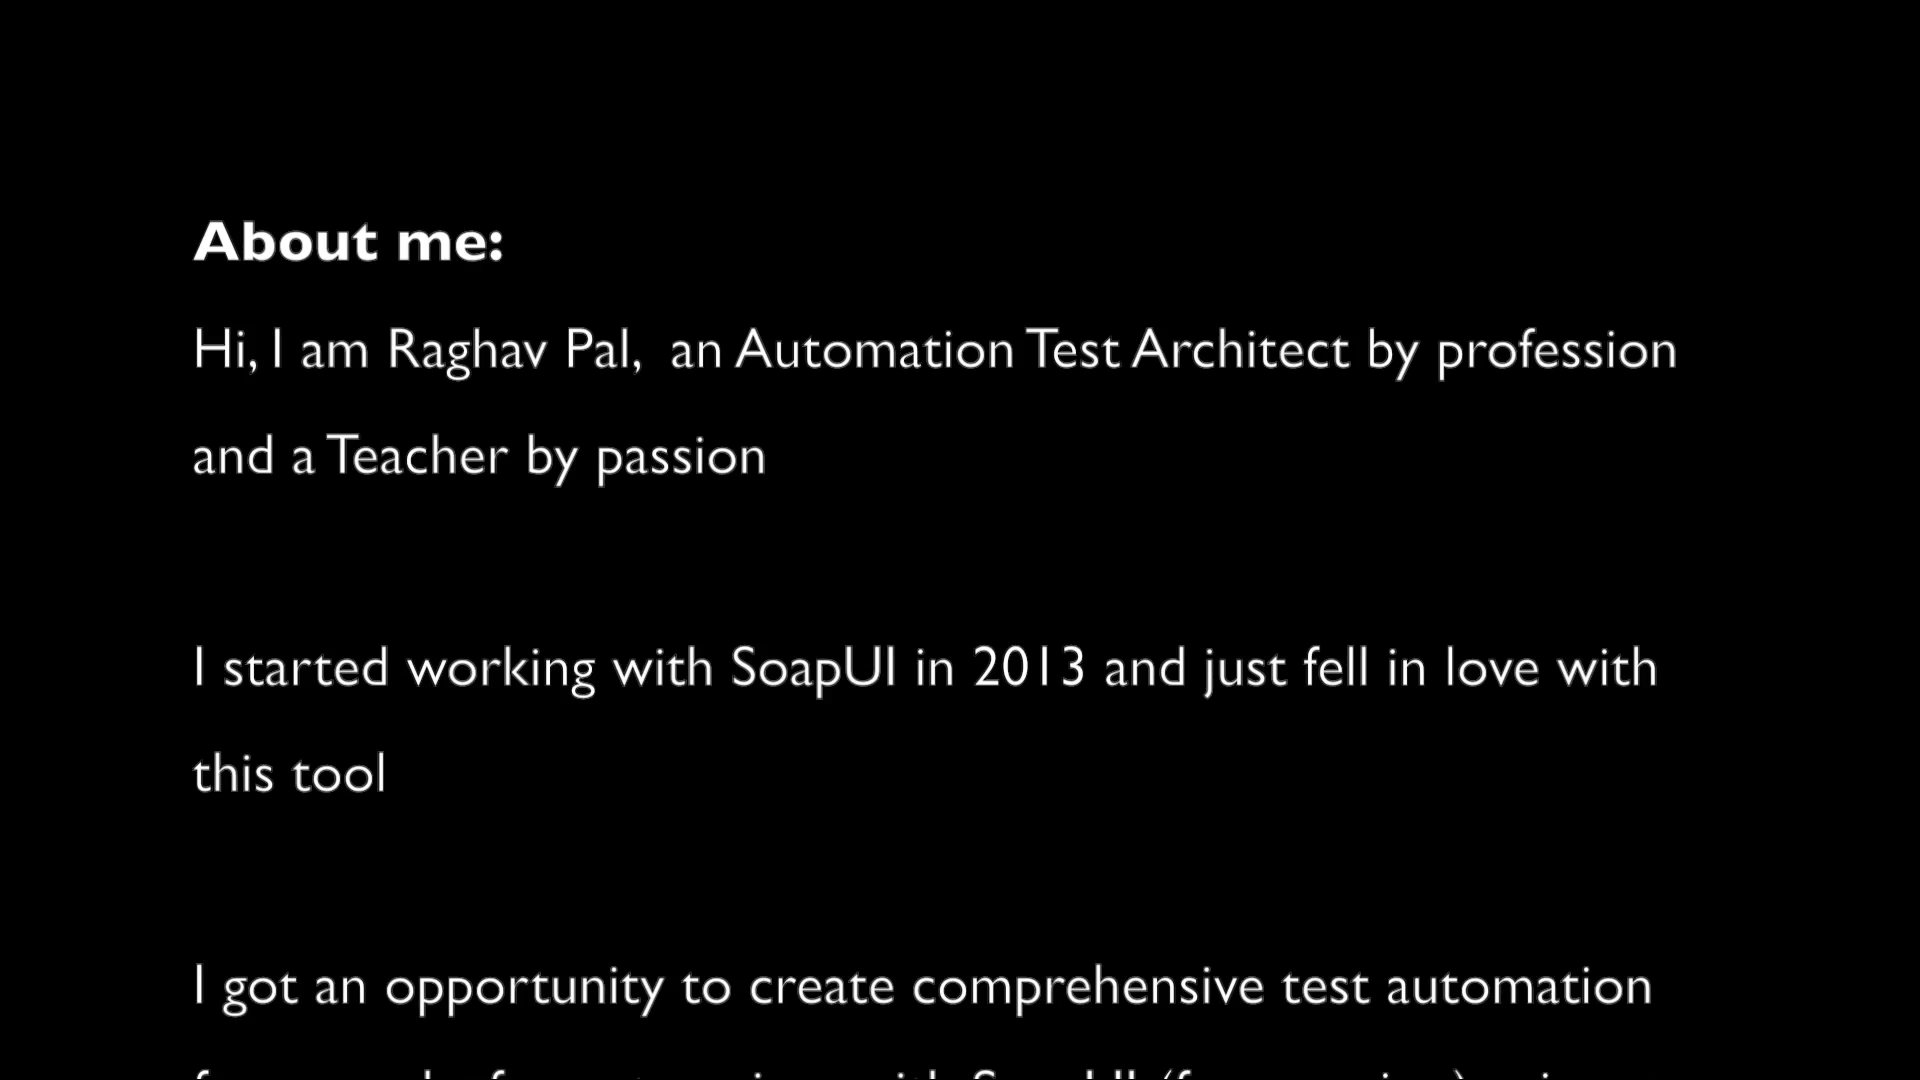 About me:
Hi, I am Raghav Pal,  an Automation Test Architect by profession
and a Teacher by passion
I started working with SoapUI in 2013 and just fell in love with
this tool
I got an opportunity to create comprehensive test automation